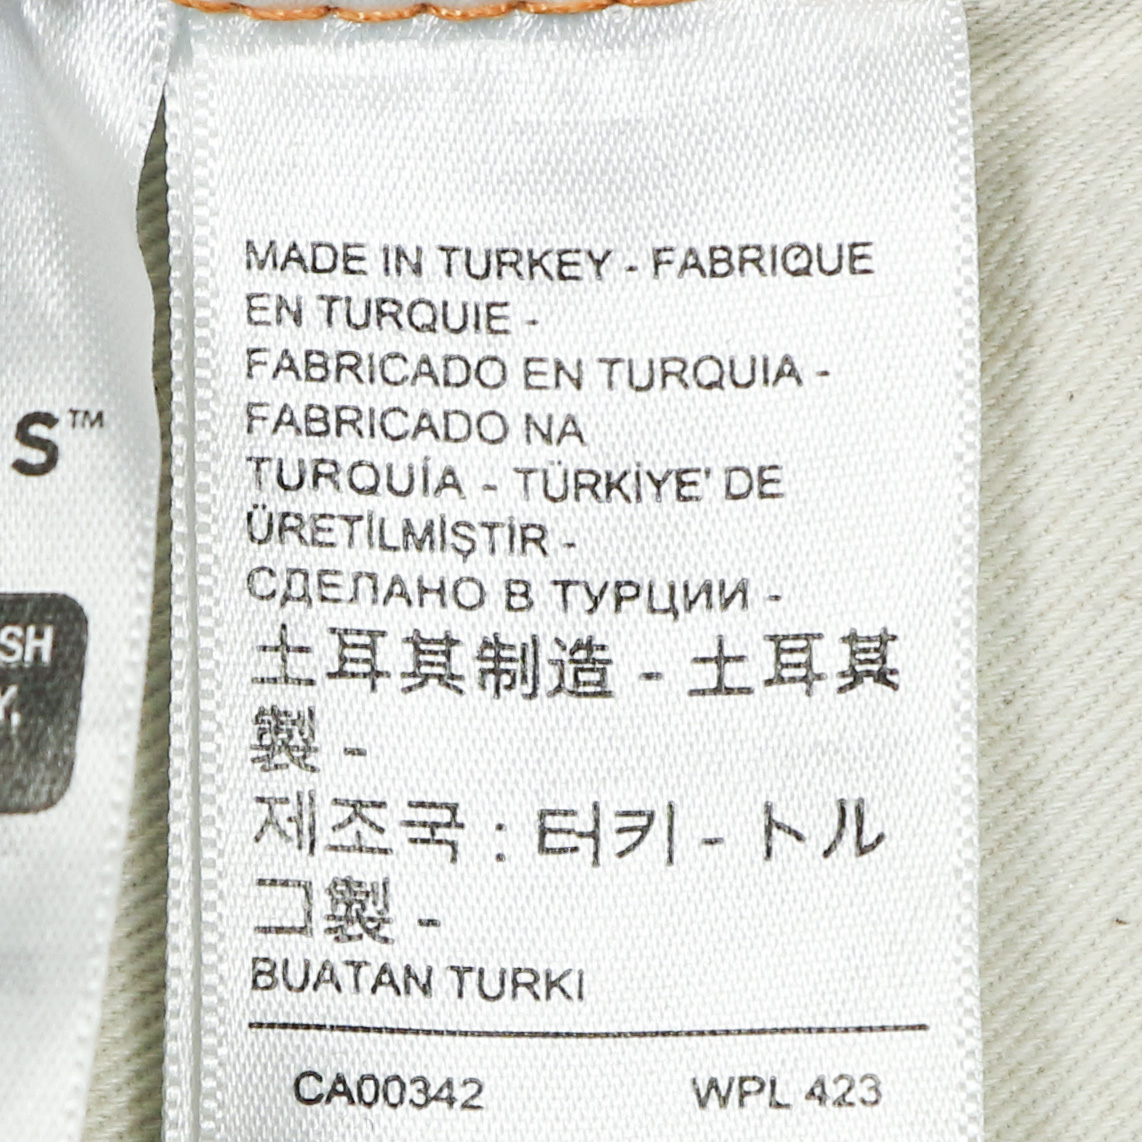 MADE IN TURKEY - FABRIQUE
EN TURQUIE -
FABRICADO EN TURQUIA -
FABRICADO NA
TURQUÍA - TÜRKİYE' DE
ÜRETİLMİŞTİR -
СДЕЛАНО В ТУРЦИИ -
土耳其制造 - 土耳其
製 -
제조국 : 터키 - トル
コ製 -
BUATAN TURKI
CA00342 WPL 423
S™
SH
Y.